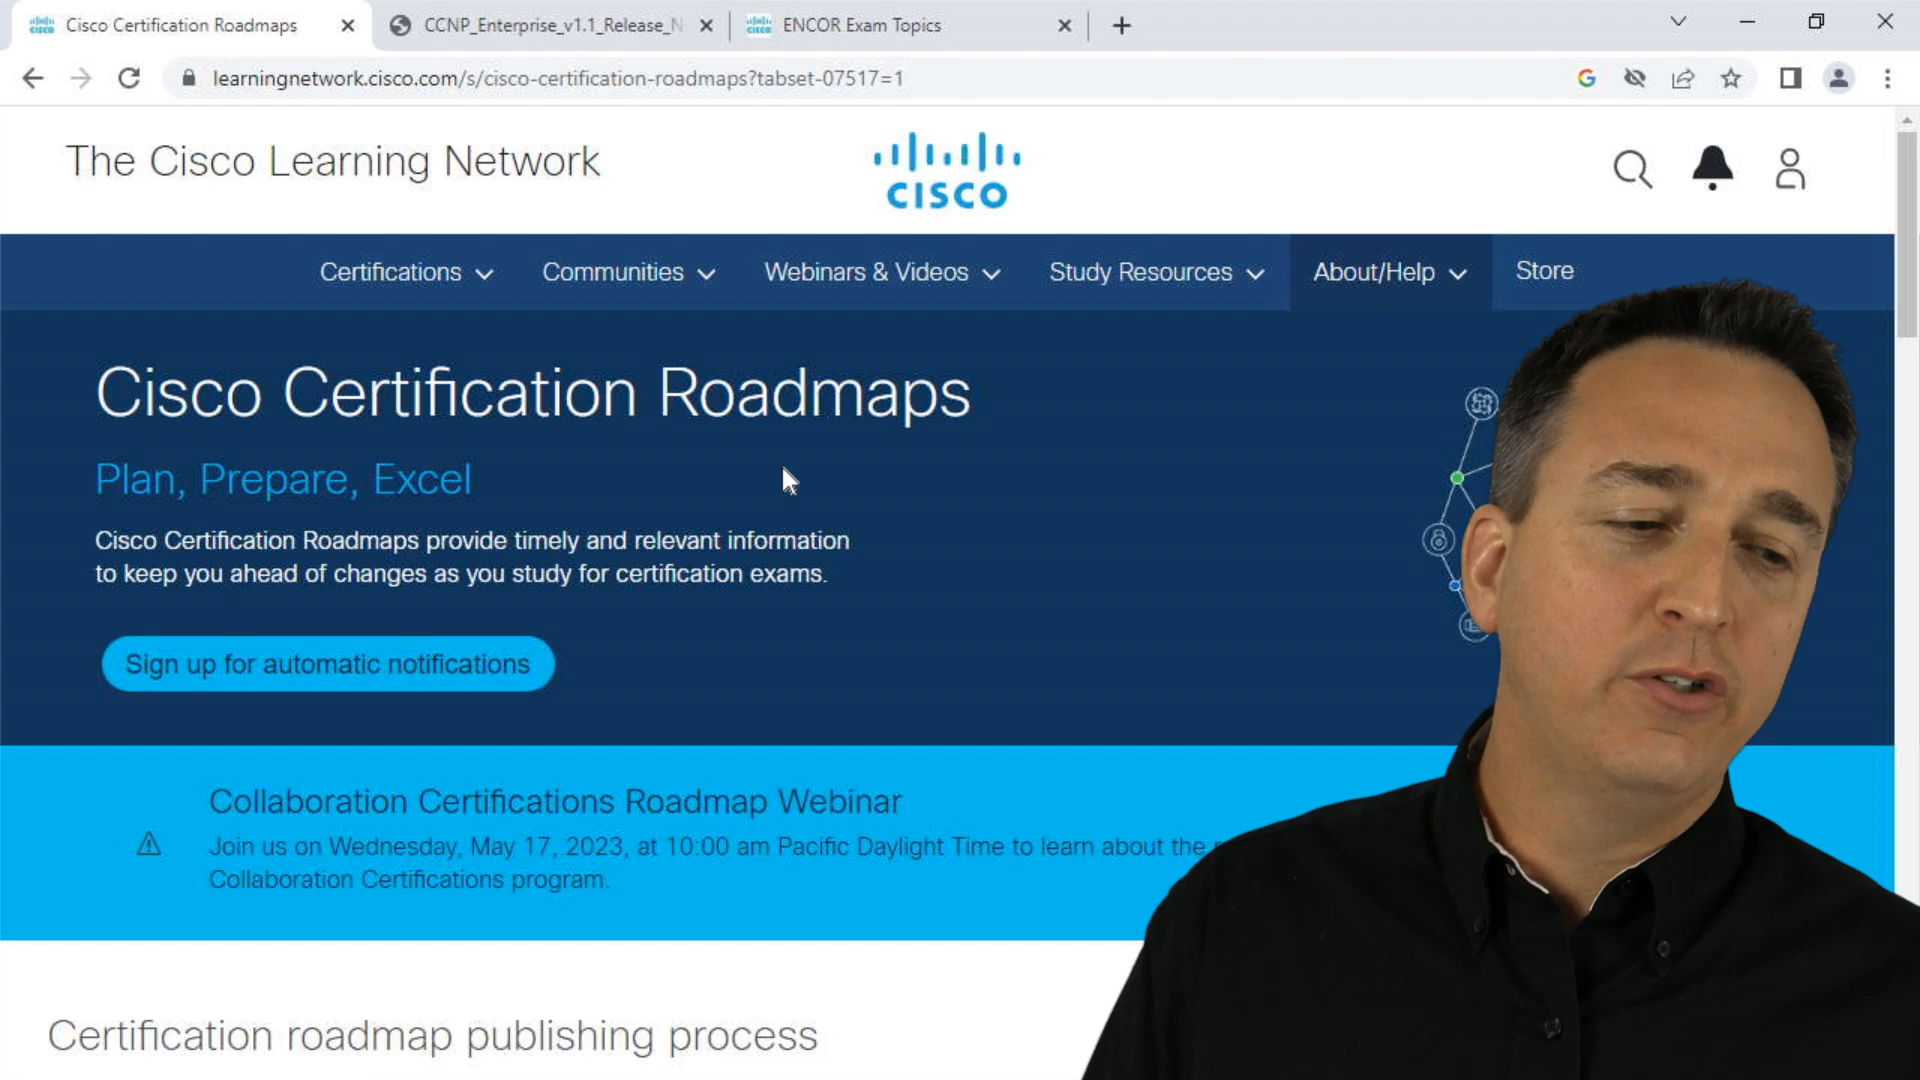 Cisco Certification Roadmaps
CCNP_Enterprise_v1.1_Release_N
ENCOR Exam Topics
learningnetwork.cisco.com/s/cisco-certification-roadmaps?tabset-07517=1
The Cisco Learning Network
CISCO
Certifications
Communities
Webinars & Videos
Study Resources
About/Help
Store
Cisco Certification Roadmaps
Plan, Prepare, Excel
Cisco Certification Roadmaps provide timely and relevant information
to keep you ahead of changes as you study for certification exams.
Sign up for automatic notifications
Collaboration Certifications Roadmap Webinar
Join us on Wednesday, May 17, 2023, at 10:00 am Pacific Daylight Time to learn about the
Collaboration Certifications program.
Certification roadmap publishing process